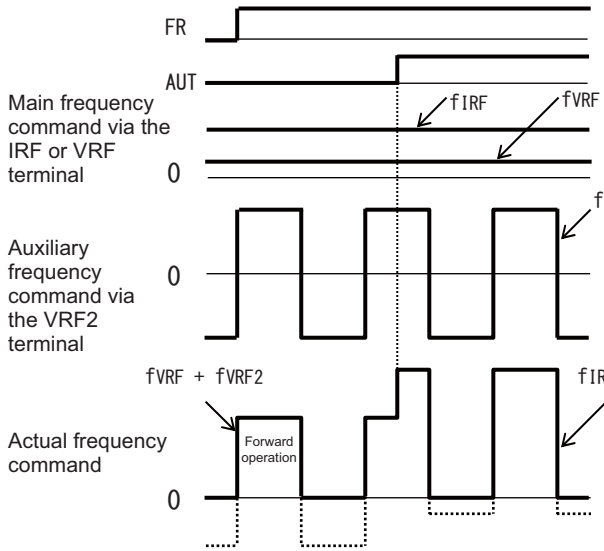 FR
AUT
Main frequency
command via the
IRF or VRF
terminal
fIRF
fVRF
0
f
Auxiliary
frequency
command via
the VRF2
terminal
0
fVRF + fVRF2
fIR
Actual frequency
command
Forward
operation
0